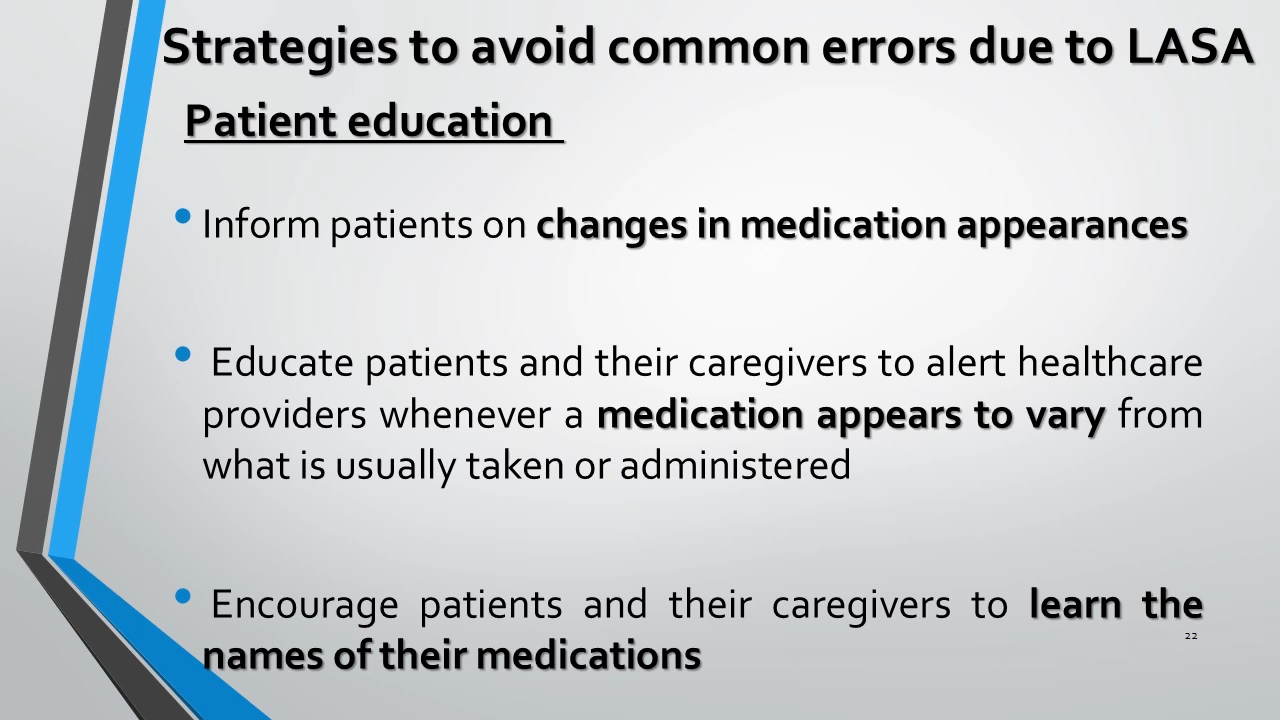 Strategies to avoid common errors due to LASA
Patient education
• Inform patients on changes in medication appearances
• Educate patients and their caregivers to alert healthcare
providers whenever a medication appears to vary from
what is usually taken or administered
• Encourage patients and their caregivers to learn the
names of their medications
22